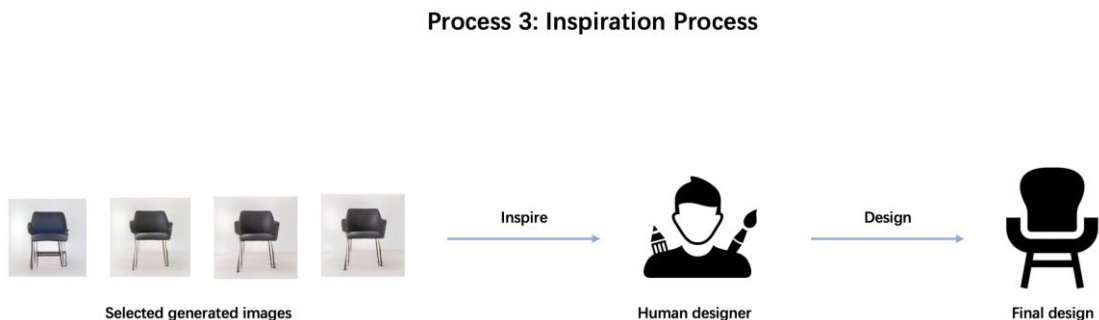 Process 3: Inspiration Process
Inspire
Design
Selected generated images
Human designer
Final design